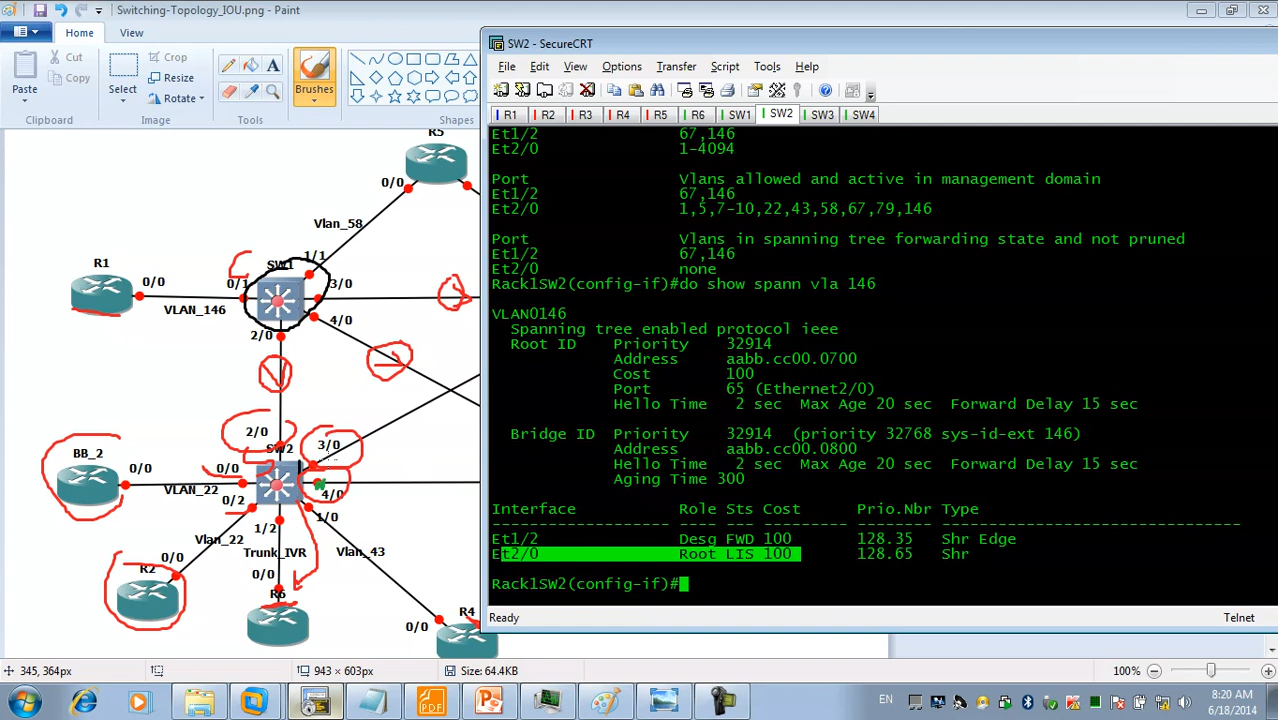 Switching-Topology_IOU.png - Paint
Home
View
Paste
Cut
Copy
Clipboard
Select
Crop
Resize
Rotate
Image
Tools
Brushes
Shapes
R5
0/0
Vlan_58
R1
0/0
0/1
SW1
1/1
3/0
VLAN_146
4/0
2/0
2/0
3/0
SW2
BB_2
0/0
0/0
VLAN_22
4/0
0/2
1/0
Vlan_22
1/2
Trunk_IVR
Vlan_43
R2
0/0
0/0
R6
R4
0/0
345, 364px
943 × 603px
Size: 64.4KB
100%
SW2 - SecureCRT
File Edit View Options Transfer Script Tools Help
R1 R2 R3 R4 R5 R6 SW1 SW2 SW3 SW4
Et1/2 67,146
Et2/0 1-4094
Port Vlans allowed and active in management domain
Et1/2 67,146
Et2/0 1,5,7-10,22,43,58,67,79,146
Port Vlans in spanning tree forwarding state and not pruned
Et1/2 67,146
Et2/0 none
Rack1SW2(config-if)#do show spann vla 146
VLAN0146
Spanning tree enabled protocol ieee
Root ID Priority 32914
Address aabb.cc00.0700
Cost 100
Port 65 (Ethernet2/0)
Hello Time 2 sec Max Age 20 sec Forward Delay 15 sec
Bridge ID Priority 32914 (priority 32768 sys-id-ext 146)
Address aabb.cc00.0800
Hello Time 2 sec Max Age 20 sec Forward Delay 15 sec
Aging Time 300
Interface Role Sts Cost Prio.Nbr Type
------------------- ---- --- --------- -------- --------------------------------
Et1/2 Desg FWD 100 128.35 Shr Edge
Et2/0 Root LIS 100 128.65 Shr
Rack1SW2(config-if)#
Ready
Telnet
EN
8:20 AM
6/18/2014